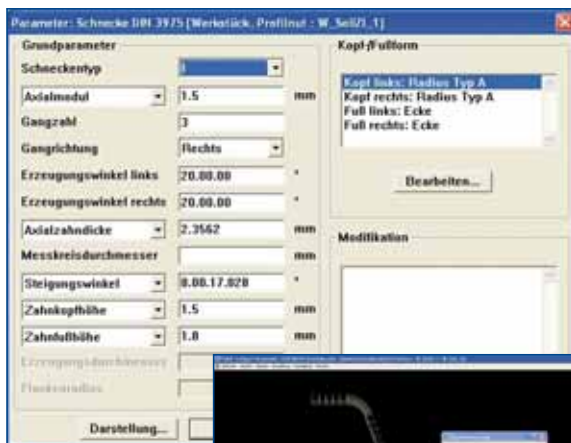 Parameter: Schnecke DIN 3975 [Werkstück, Profilnut : W_Seil21_1]
Grundparameter
Schneckentyp I
Axialmodul 1.5 mm
Gangzahl 3
Gangrichtung Rechts
Erzeugungswinkel links 20.00.00 °
Erzeugungswinkel rechts 20.00.00 °
Axialzahndicke 2.3562 mm
Messkreisdurchmesser mm
Steigungswinkel 8.08.17.820 °
Zahnkopfhöhe 1.5 mm
Zahnfußhöhe 1.8 mm
Erzeugungsdurchmesser
Flankenradius
Darstellung...
Kopf-/Fußform
Kopf links: Radius Typ A
Kopf rechts: Radius Typ A
Fuß links: Ecke
Fuß rechts: Ecke
Bearbeiten...
Modifikation